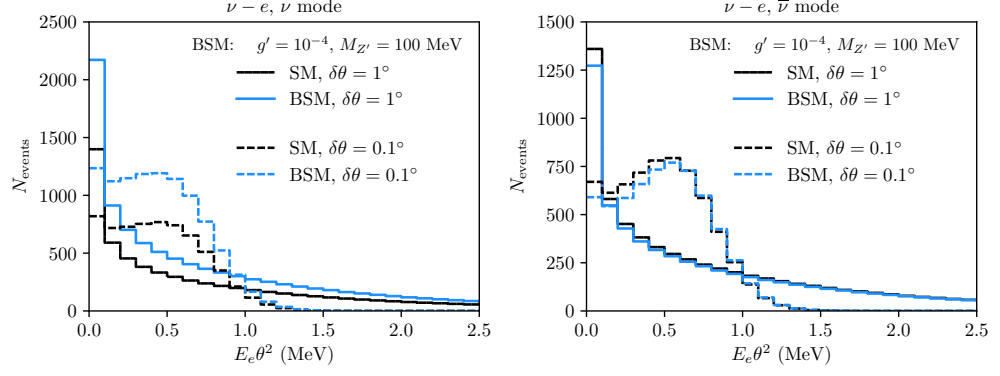 ν − e, ν mode
BSM: g′ = 10⁻⁴, M_{Z′} = 100 MeV
SM, δθ = 1°
BSM, δθ = 1°
SM, δθ = 0.1°
BSM, δθ = 0.1°
N_events
2500
2000
1500
1000
500
0
0.0 0.5 1.0 1.5 2.0 2.5
E_e θ² (MeV)
ν − e, ν̅ mode
BSM: g′ = 10⁻⁴, M_{Z′} = 100 MeV
SM, δθ = 1°
BSM, δθ = 1°
SM, δθ = 0.1°
BSM, δθ = 0.1°
N_events
1500
1250
1000
750
500
250
0
0.0 0.5 1.0 1.5 2.0 2.5
E_e θ² (MeV)